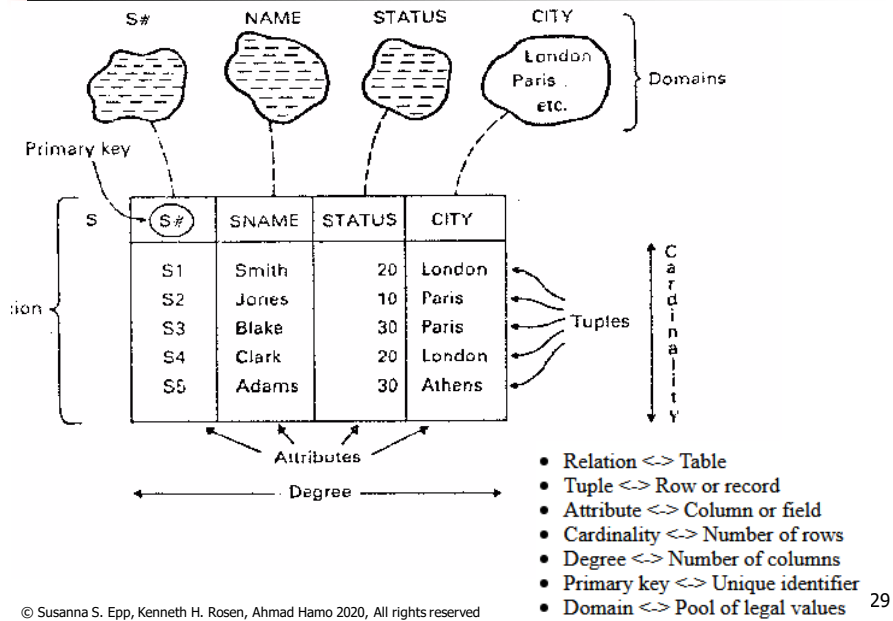 S# NAME STATUS CITY
London
Paris
etc.
Domains
Primary key
S S# SNAME STATUS CITY
S1 Smith 20 London
S2 Jones 10 Paris
S3 Blake 30 Paris
S4 Clark 20 London
S5 Adams 30 Athens
tion
Tuples
Cardinality
Attributes
Degree
• Relation <-> Table
• Tuple <-> Row or record
• Attribute <-> Column or field
• Cardinality <-> Number of rows
• Degree <-> Number of columns
• Primary key <-> Unique identifier
• Domain <-> Pool of legal values
© Susanna S. Epp, Kenneth H. Rosen, Ahmad Hamo 2020, All rights reserved
29